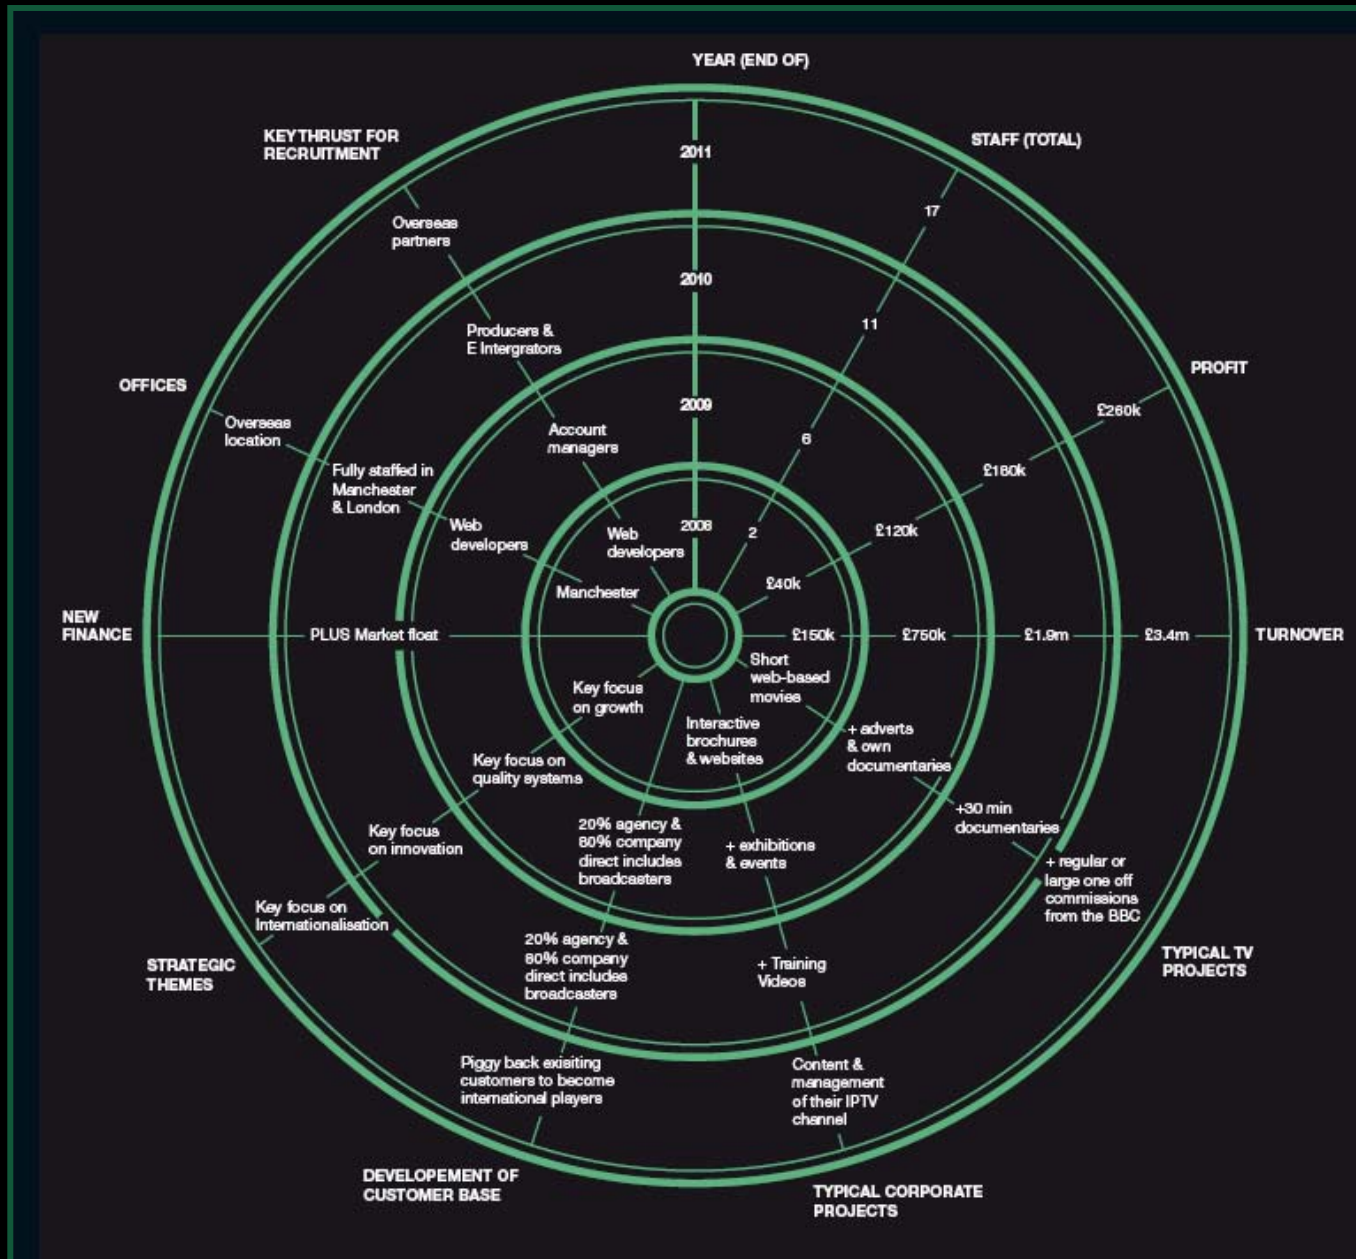 YEAR (END OF)
2011
2010
2009
2008
STAFF (TOTAL)
17
11
6
2
PROFIT
£260k
£180k
£120k
£40k
TURNOVER
£150k
£750k
£1.9m
£3.4m
TYPICAL TV
PROJECTS
Short
web-based
movies
+ adverts
& own
documentaries
+30 min
documentaries
+ regular or
large one off
commissions
from the BBC
TYPICAL CORPORATE
PROJECTS
Interactive
brochures
& websites
+ exhibitions
& events
+ Training
Videos
Content &
management
of their IPTV
channel
DEVELOPEMENT OF
CUSTOMER BASE
20% agency &
80% company
direct includes
broadcasters
20% agency &
80% company
direct includes
broadcasters
Piggy back exisiting
customers to become
international players
STRATEGIC
THEMES
Key focus
on growth
Key focus on
quality systems
Key focus
on innovation
Key focus on
Internationalisation
NEW
FINANCE
PLUS Market float
OFFICES
Overseas
location
Fully staffed in
Manchester
& London
Web
developers
Manchester
KEY THRUST FOR
RECRUITMENT
Overseas
partners
Producers &
E Intergrators
Account
managers
Web
developers